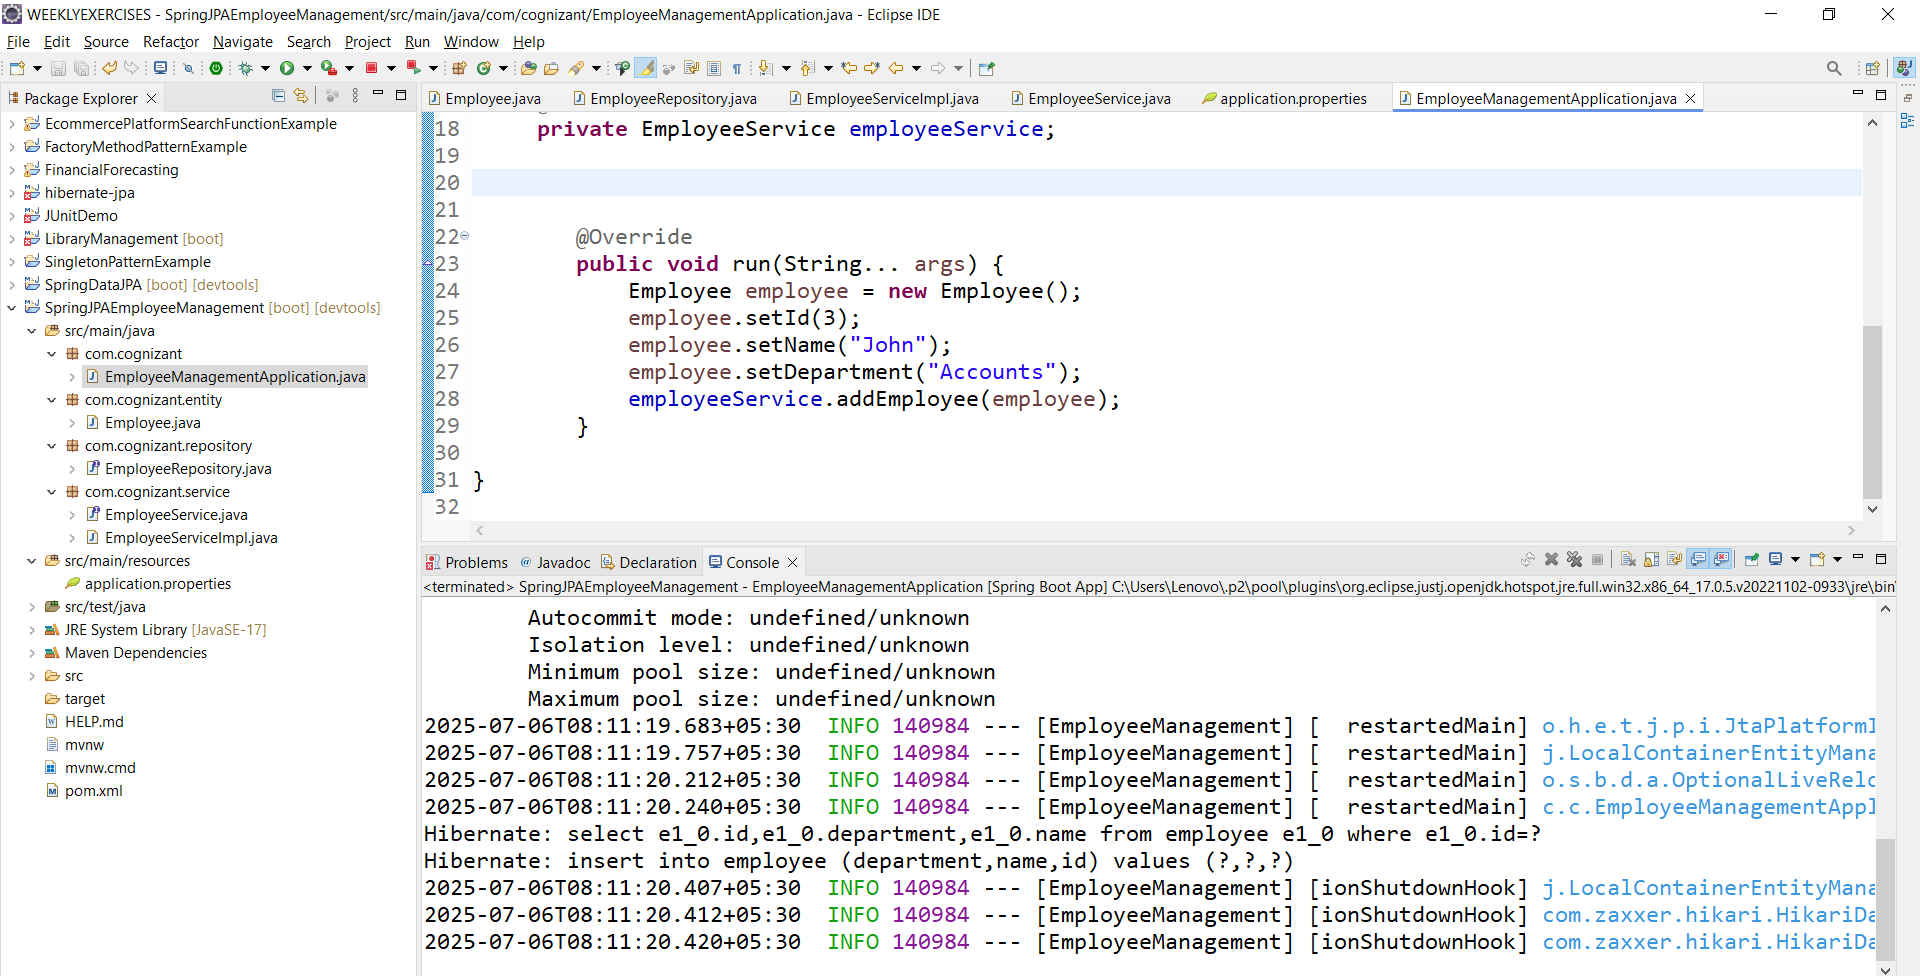 WEEKLYEXERCISES - SpringJPAEmployeeManagement/src/main/java/com/cognizant/EmployeeManagementApplication.java - Eclipse IDE
File Edit Source Refactor Navigate Search Project Run Window Help
Package Explorer
EcommercePlatformSearchFunctionExample
FactoryMethodPatternExample
FinancialForecasting
hibernate-jpa
JUnitDemo
LibraryManagement [boot]
SingletonPatternExample
SpringDataJPA [boot] [devtools]
SpringJPAEmployeeManagement [boot] [devtools]
src/main/java
com.cognizant
EmployeeManagementApplication.java
com.cognizant.entity
Employee.java
com.cognizant.repository
EmployeeRepository.java
com.cognizant.service
EmployeeService.java
EmployeeServiceImpl.java
src/main/resources
application.properties
src/test/java
JRE System Library [JavaSE-17]
Maven Dependencies
src
target
HELP.md
mvnw
mvnw.cmd
pom.xml
Employee.java EmployeeRepository.java EmployeeServiceImpl.java EmployeeService.java application.properties EmployeeManagementApplication.java
18 private EmployeeService employeeService;
19
20
21
22 @Override
23 public void run(String... args) {
24 Employee employee = new Employee();
25 employee.setId(3);
26 employee.setName("John");
27 employee.setDepartment("Accounts");
28 employeeService.addEmployee(employee);
29 }
30
31 }
32
Problems Javadoc Declaration Console
<terminated> SpringJPAEmployeeManagement - EmployeeManagementApplication [Spring Boot App] C:\Users\Lenovo\.p2\pool\plugins\org.eclipse.justj.openjdk.hotspot.jre.full.win32.x86_64_17.0.5.v20221102-0933\jre\bin
Autocommit mode: undefined/unknown
Isolation level: undefined/unknown
Minimum pool size: undefined/unknown
Maximum pool size: undefined/unknown
2025-07-06T08:11:19.683+05:30 INFO 140984 --- [EmployeeManagement] [ restartedMain] o.h.e.t.j.p.i.JtaPlatformI
2025-07-06T08:11:19.757+05:30 INFO 140984 --- [EmployeeManagement] [ restartedMain] j.LocalContainerEntityMana
2025-07-06T08:11:20.212+05:30 INFO 140984 --- [EmployeeManagement] [ restartedMain] o.s.b.d.a.OptionalLiveRelo
2025-07-06T08:11:20.240+05:30 INFO 140984 --- [EmployeeManagement] [ restartedMain] c.c.EmployeeManagementAppl
Hibernate: select e1_0.id,e1_0.department,e1_0.name from employee e1_0 where e1_0.id=?
Hibernate: insert into employee (department,name,id) values (?,?,?)
2025-07-06T08:11:20.407+05:30 INFO 140984 --- [EmployeeManagement] [ionShutdownHook] j.LocalContainerEntityMana
2025-07-06T08:11:20.412+05:30 INFO 140984 --- [EmployeeManagement] [ionShutdownHook] com.zaxxer.hikari.HikariDa
2025-07-06T08:11:20.420+05:30 INFO 140984 --- [EmployeeManagement] [ionShutdownHook] com.zaxxer.hikari.HikariDa